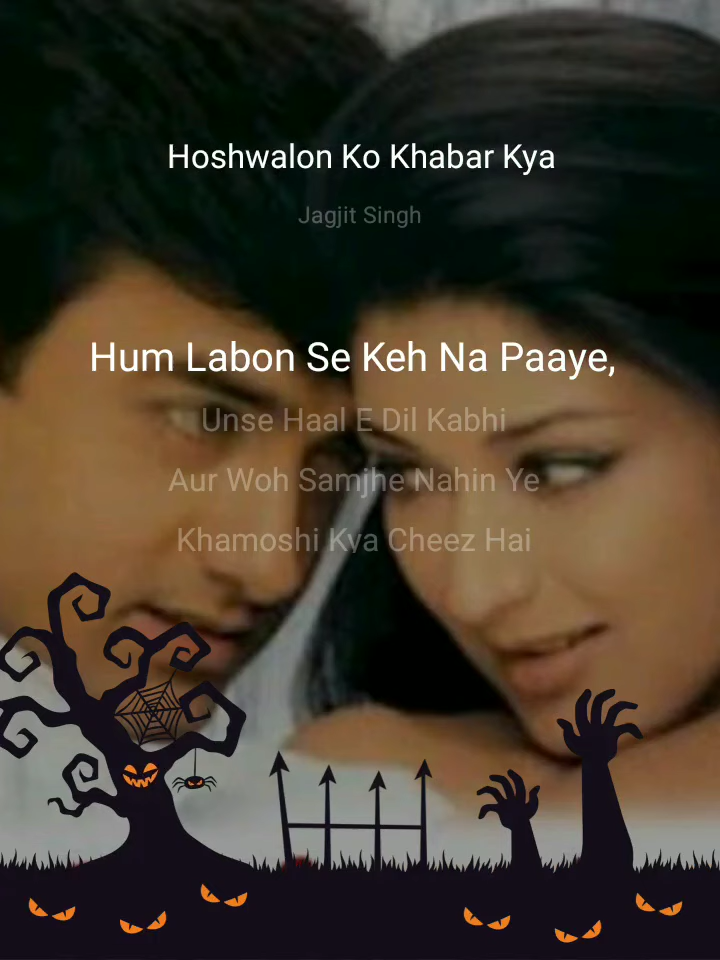 Hoshwalon Ko Khabar Kya
Jagjit Singh
Hum Labon Se Keh Na Paaye,
Unse Haal E Dil Kabhi
Aur Woh Samjhe Nahin Ye
Khamoshi Kya Cheez Hai